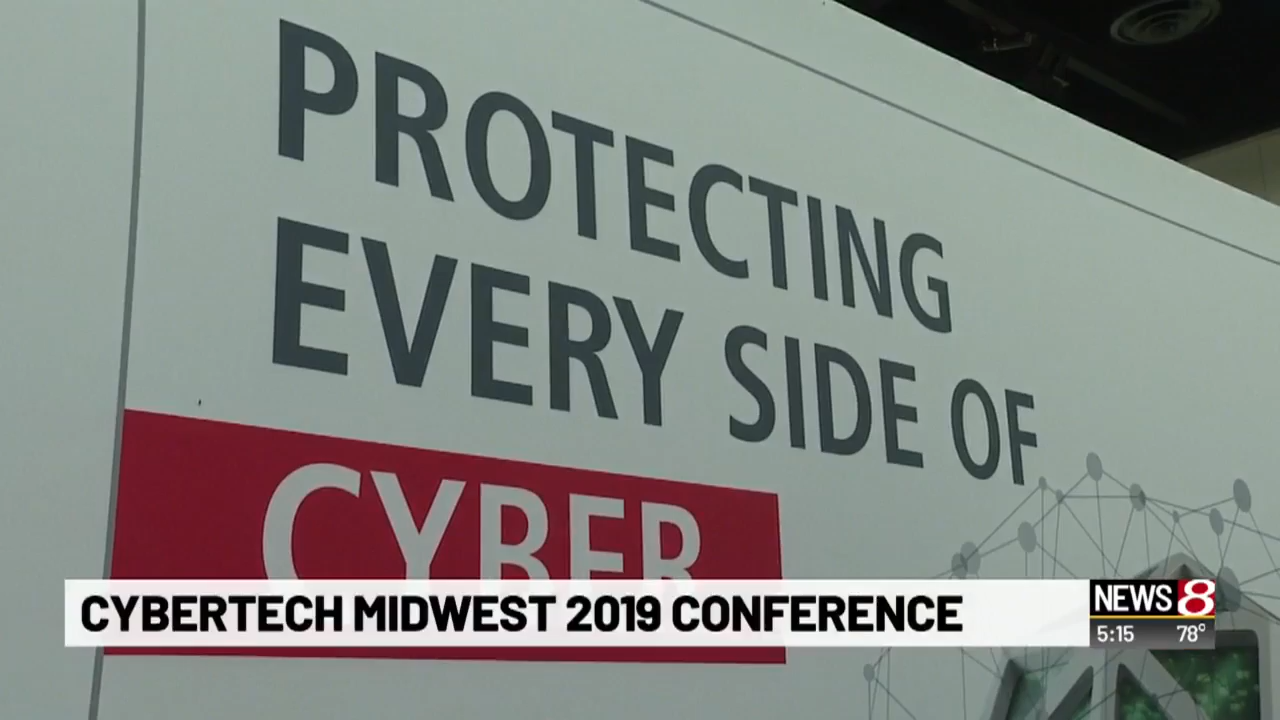 PROTECTING
EVERY SIDE OF
CYBER
CYBERTECH MIDWEST 2019 CONFERENCE
NEWS 8
5:15 78°